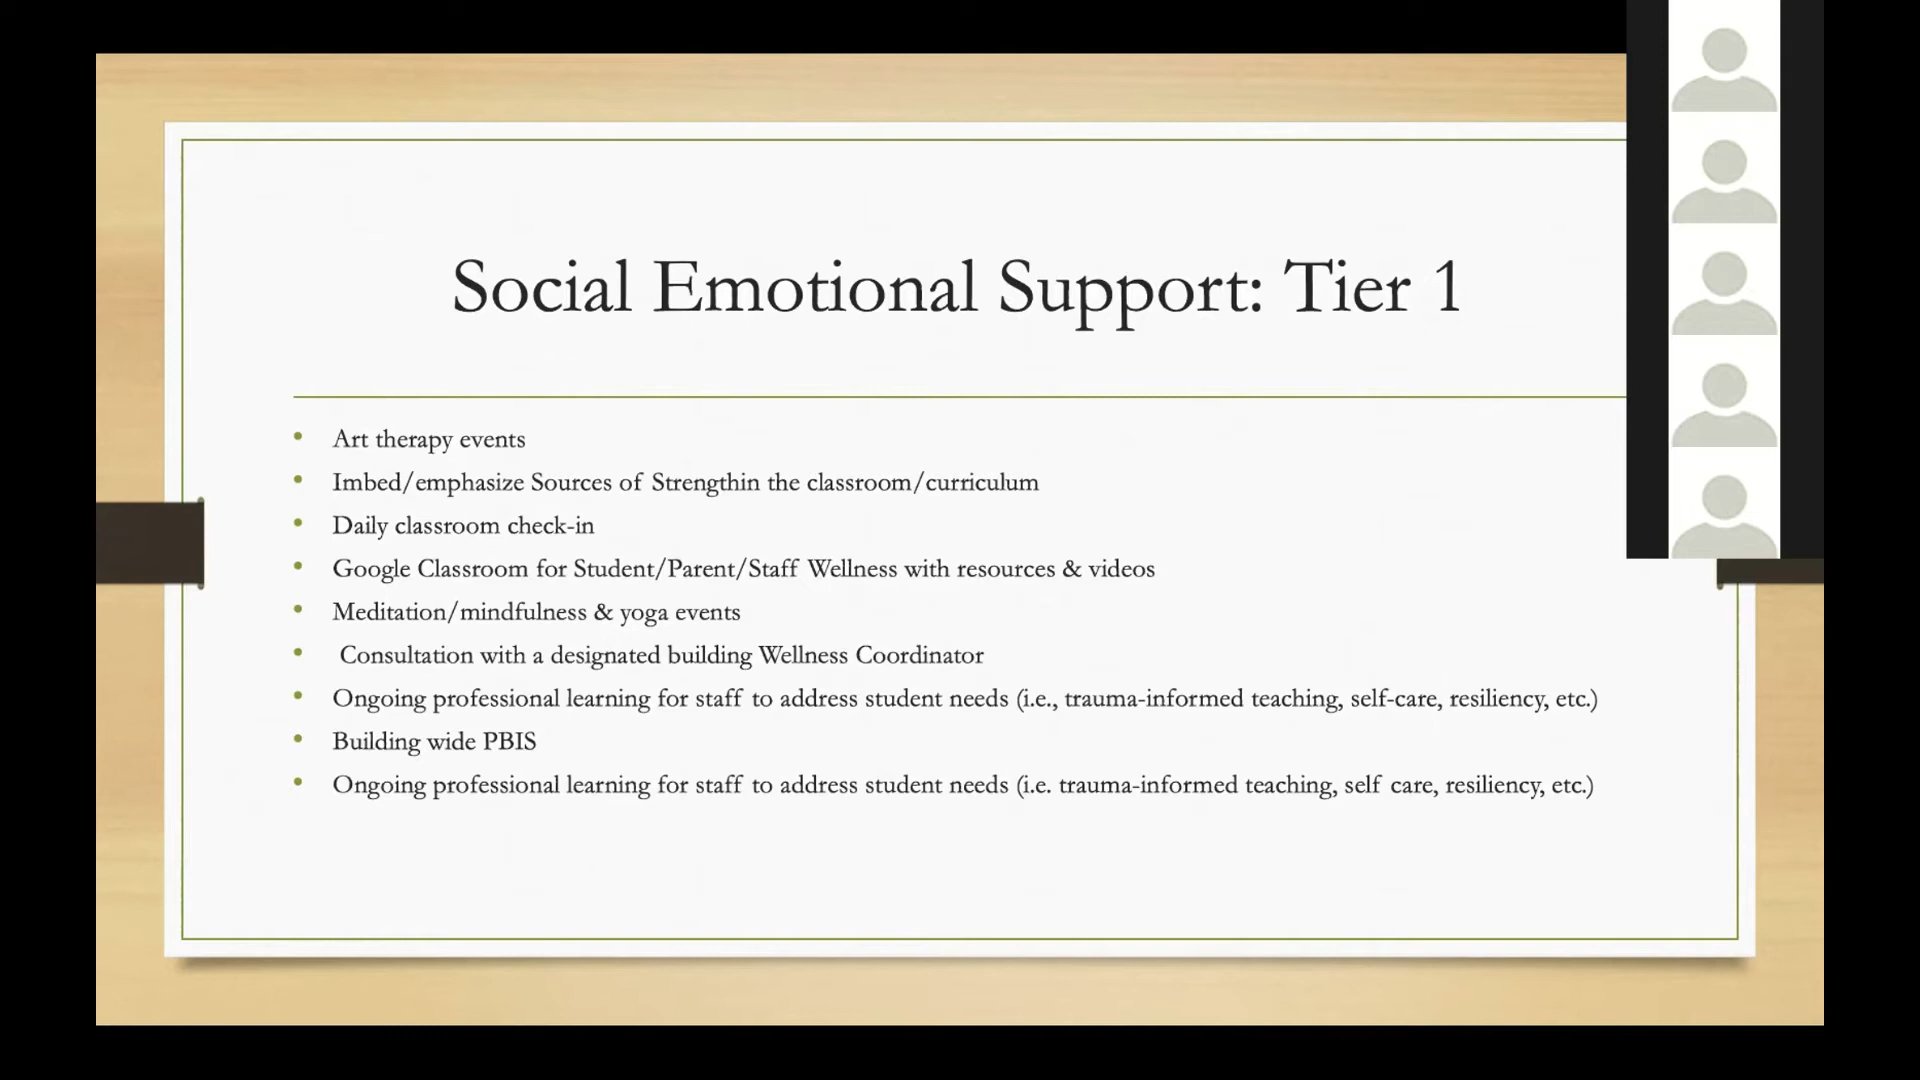 Social Emotional Support: Tier 1
• Art therapy events
• Imbed/emphasize Sources of Strengthin the classroom/curriculum
• Daily classroom check-in
• Google Classroom for Student/Parent/Staff Wellness with resources & videos
• Meditation/mindfulness & yoga events
• Consultation with a designated building Wellness Coordinator
• Ongoing professional learning for staff to address student needs (i.e., trauma-informed teaching, self-care, resiliency, etc.)
• Building wide PBIS
• Ongoing professional learning for staff to address student needs (i.e. trauma-informed teaching, self care, resiliency, etc.)